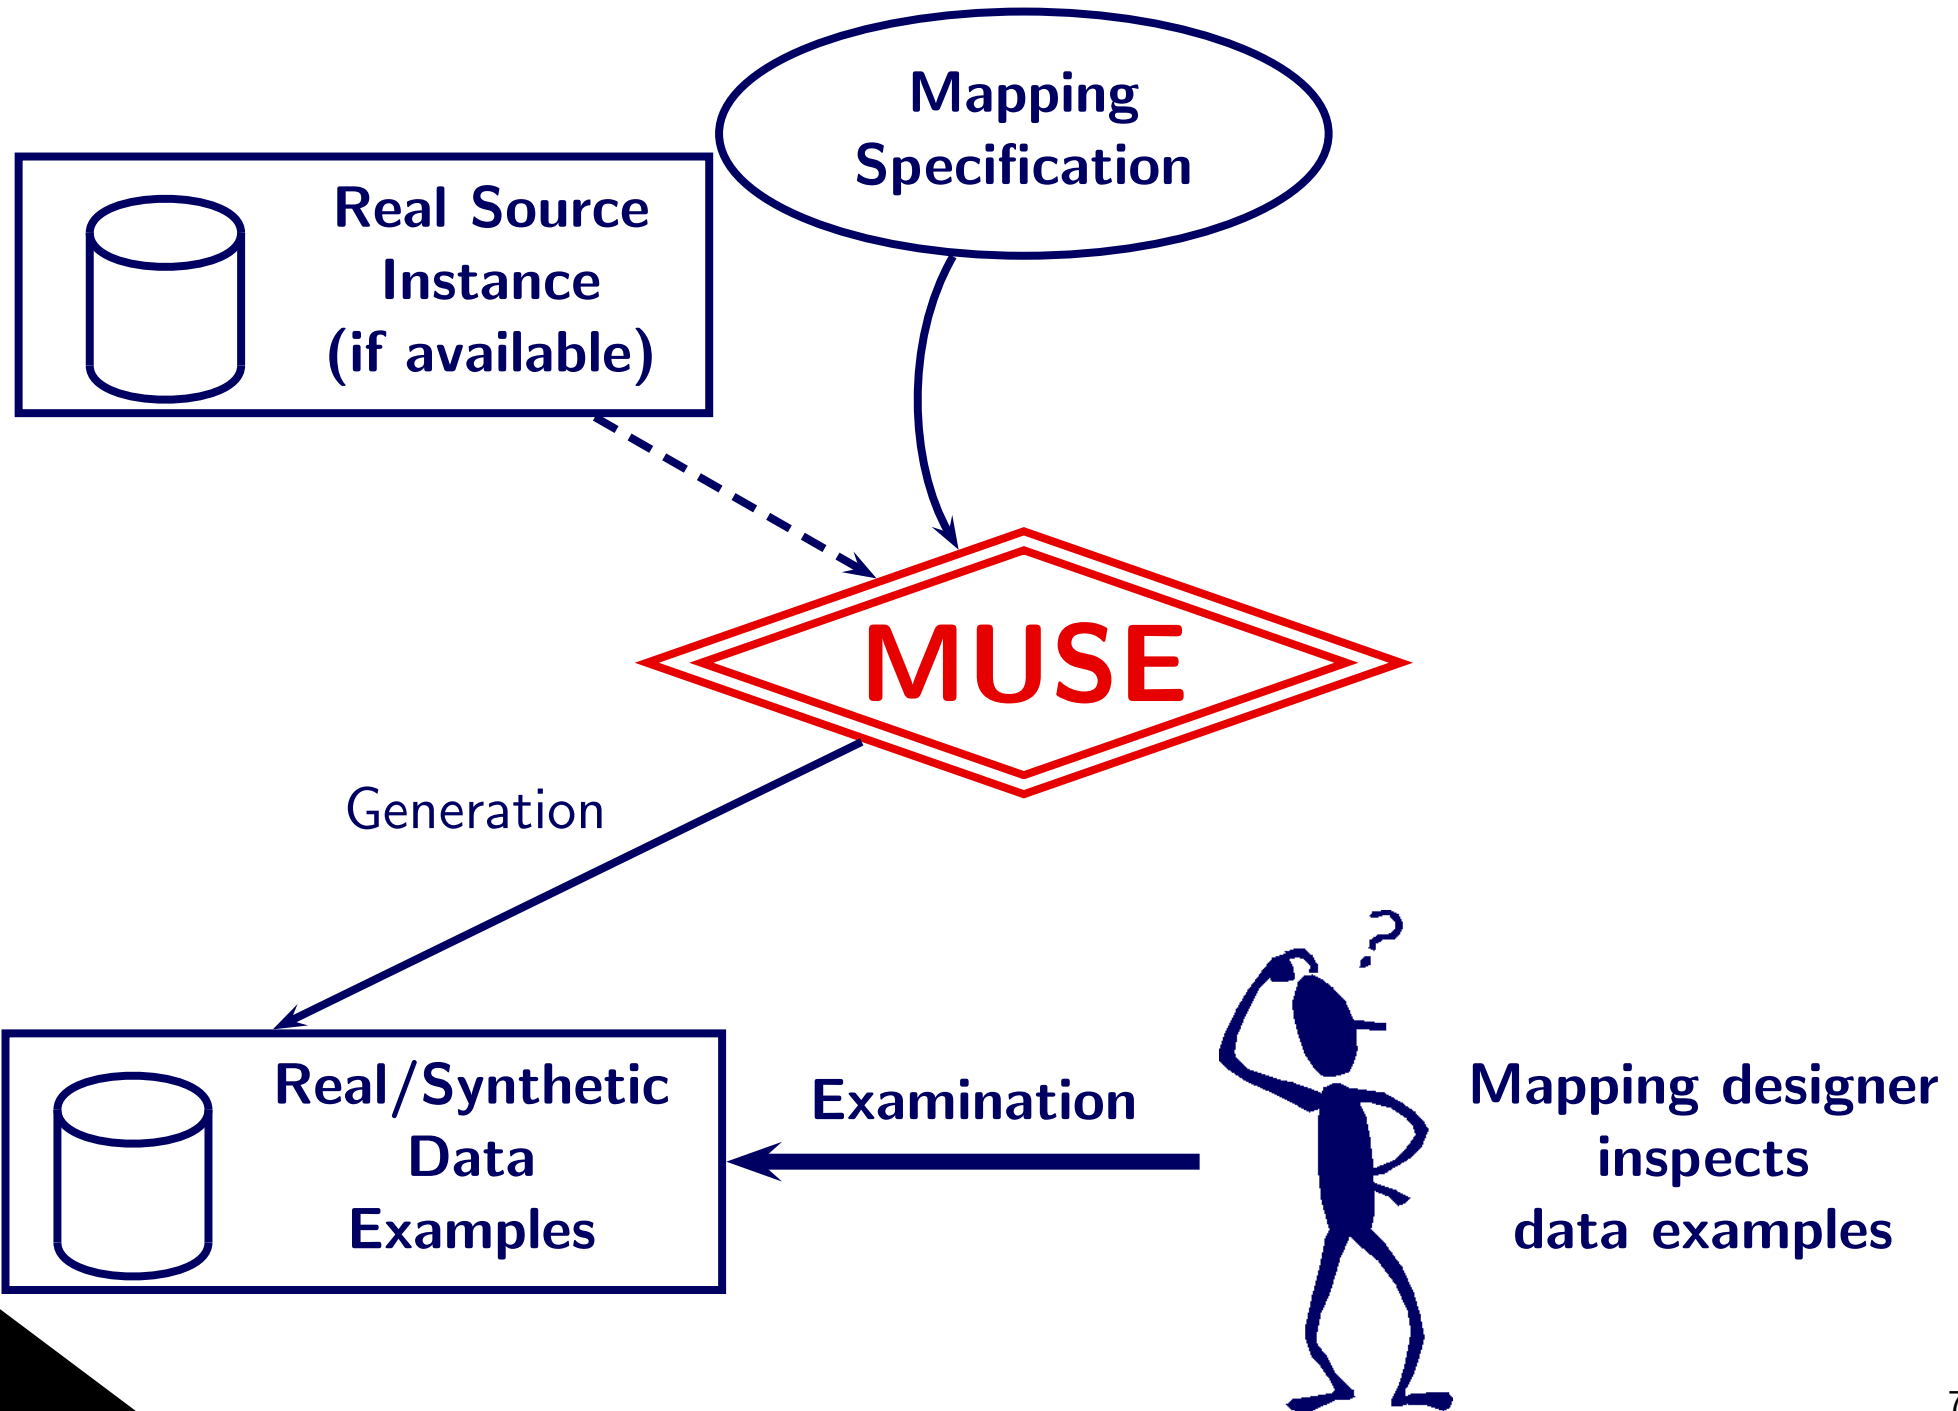 Mapping
Specification
Real Source
Instance
(if available)
MUSE
Generation
?
Real/Synthetic
Data
Examples
Examination
Mapping designer
inspects
data examples
7